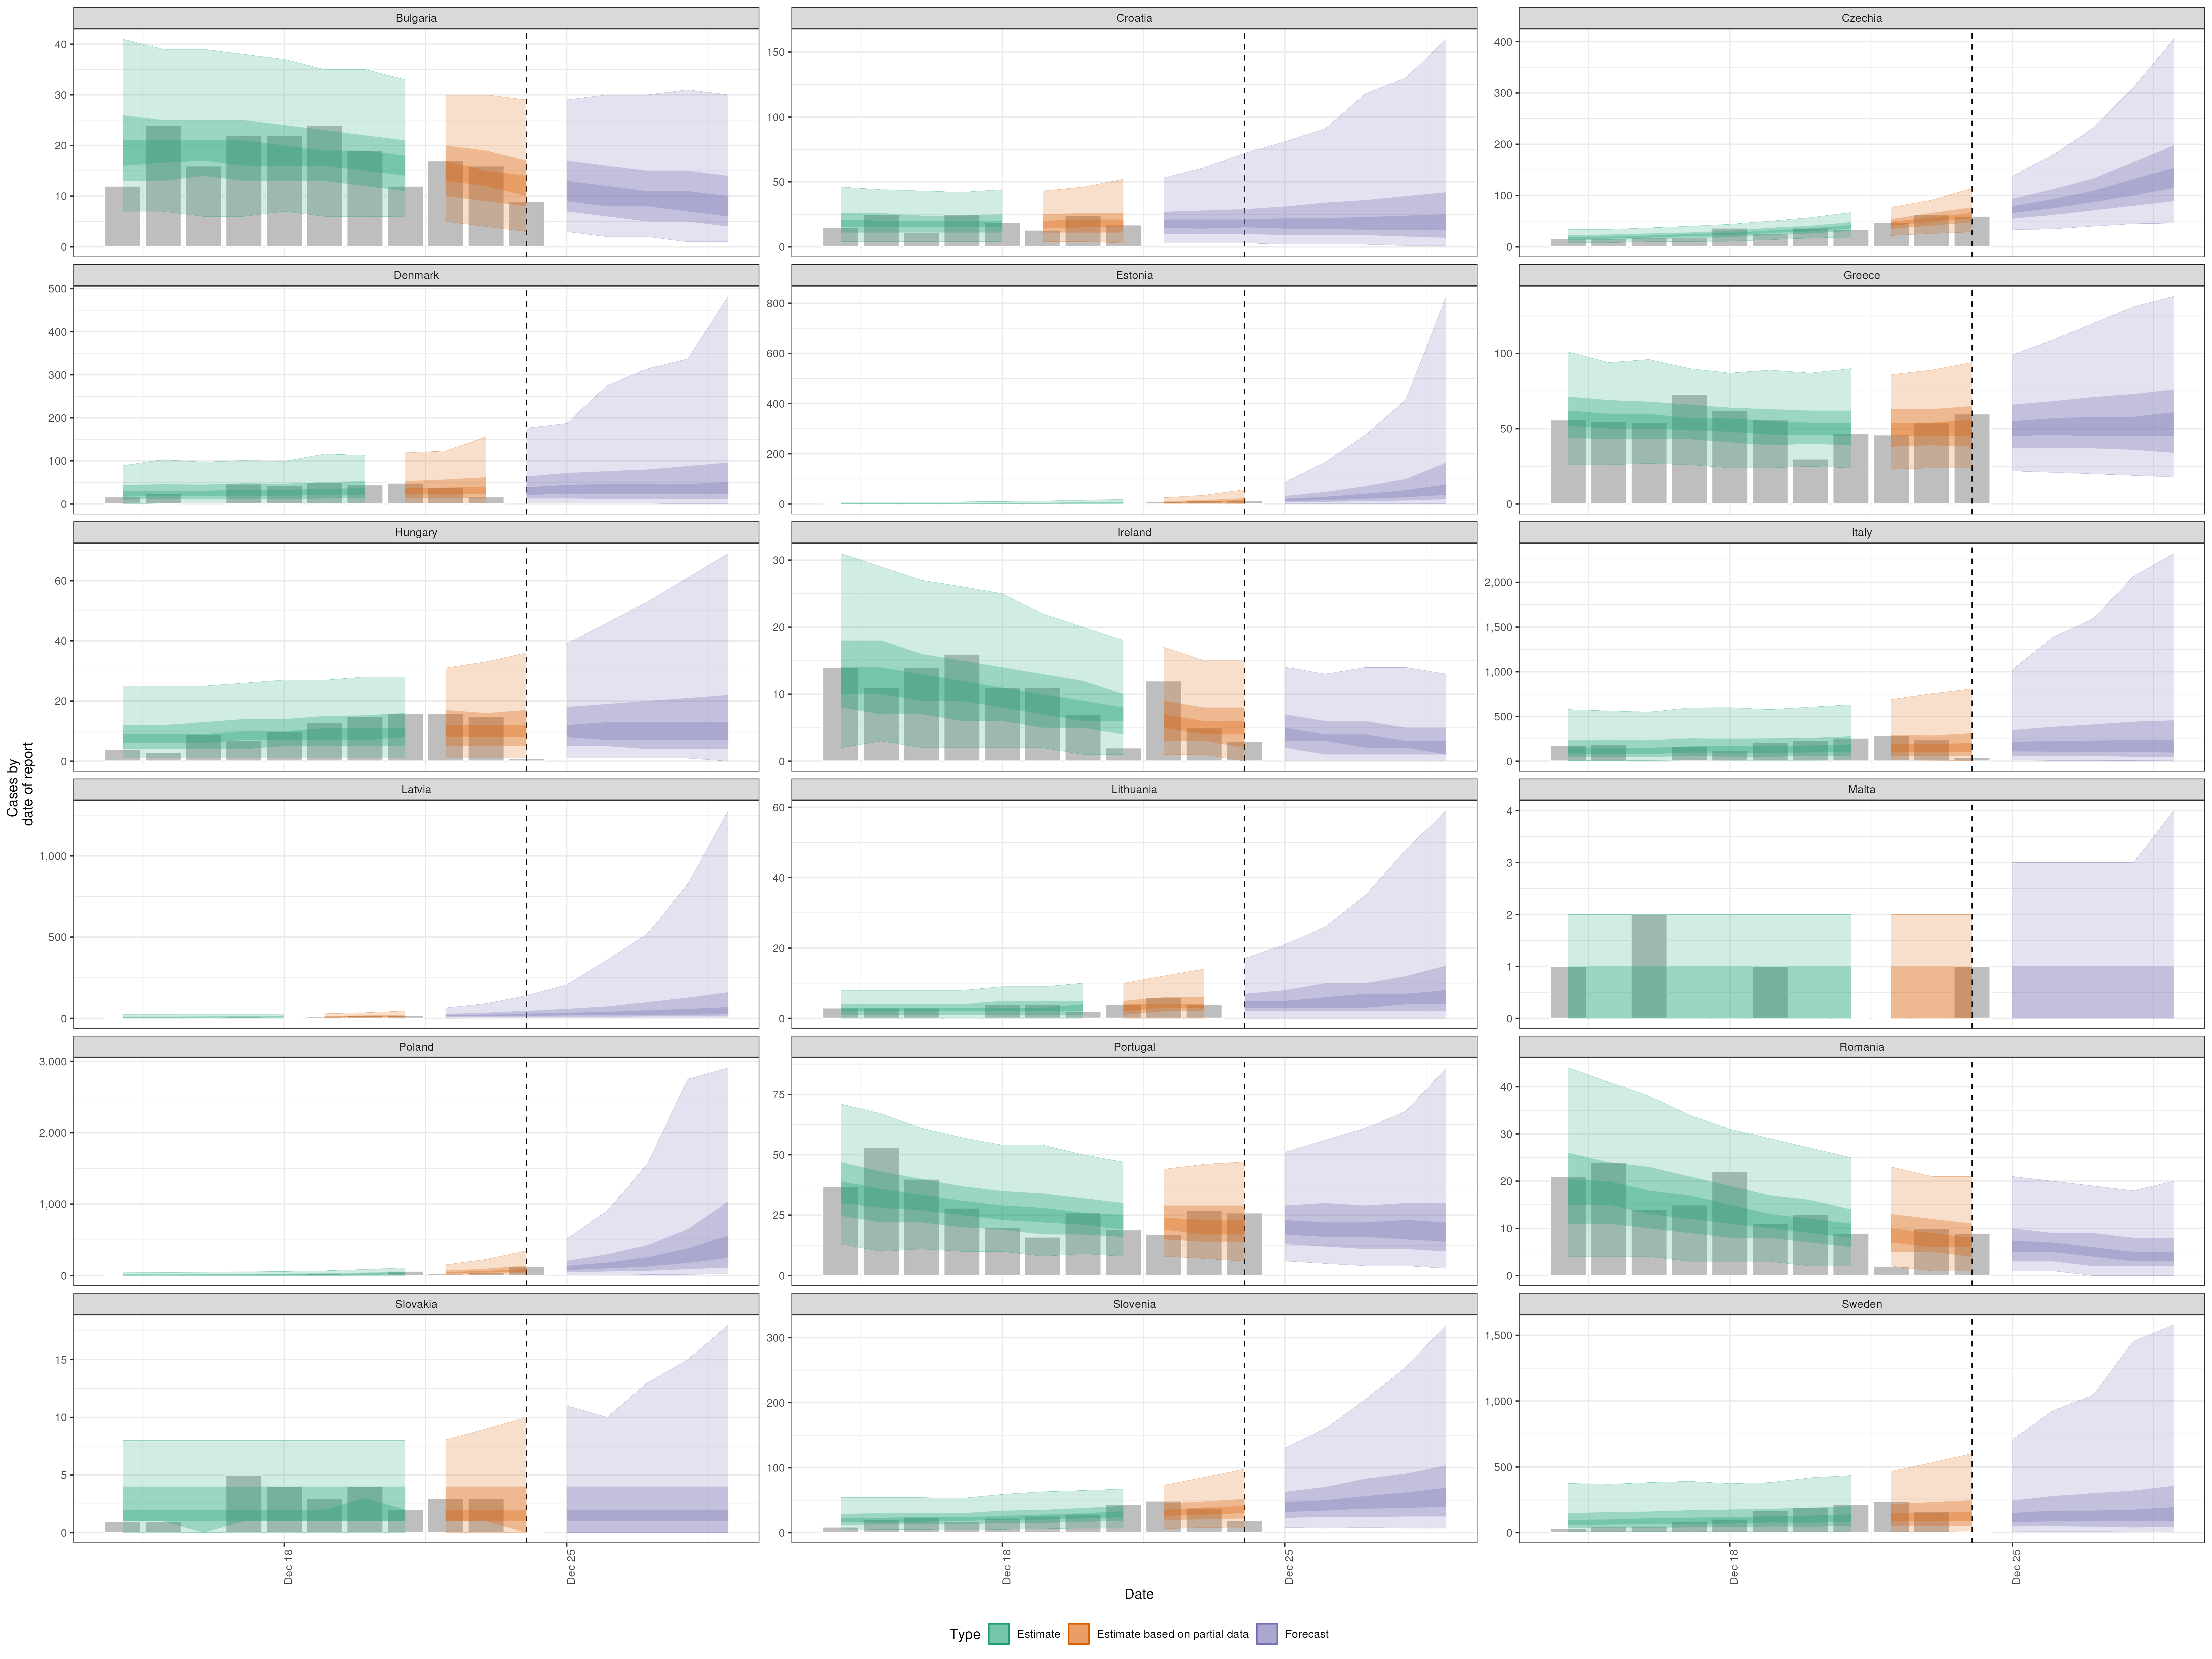 Bulgaria
Croatia
Czechia
40
30
20
10
0
150
100
50
0
400
300
200
100
0
Denmark
Estonia
Greece
500
400
300
200
100
0
800
600
400
200
0
100
50
0
Hungary
Ireland
Italy
60
40
20
0
30
20
10
0
2,000
1,500
1,000
500
0
Latvia
Lithuania
Malta
1,000
500
0
60
40
20
0
4
3
2
1
0
Poland
Portugal
Romania
3,000
2,000
1,000
0
75
50
25
0
40
30
20
10
0
Slovakia
Slovenia
Sweden
15
10
5
0
300
200
100
0
1,500
1,000
500
0
Dec 18
Dec 25
Dec 18
Dec 25
Dec 18
Dec 25
Cases by
date of report
Date
Type Estimate Estimate based on partial data Forecast